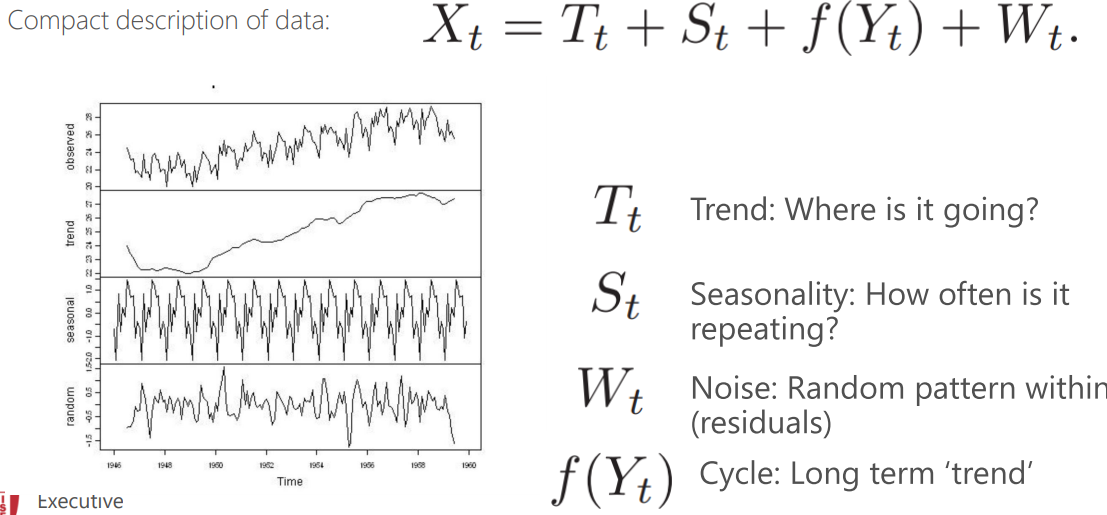 Compact description of data:
X_t = T_t + S_t + f(Y_t) + W_t.
observed
trend
seasonal
random
1946 1948 1950 1952 1954 1956 1958 1960
Time
T_t Trend: Where is it going?
S_t Seasonality: How often is it
repeating?
W_t Noise: Random pattern within
(residuals)
f(Y_t) Cycle: Long term ‘trend’
Executive